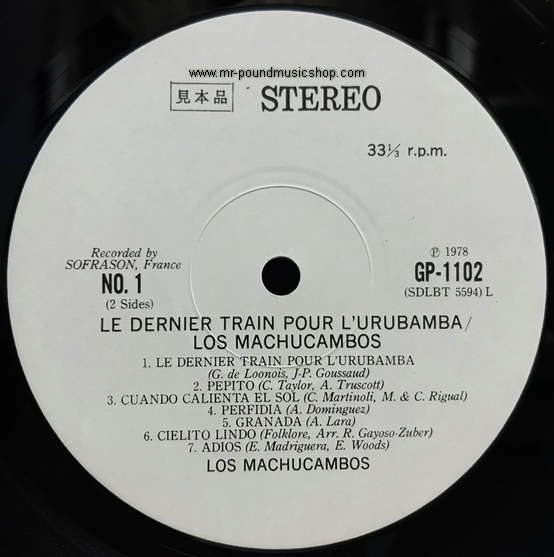 www.mr-poundmusicshop.com
見本品 STEREO
33⅓ r.p.m.
Recorded by
SOFRASON, France
NO. 1
(2 Sides)
℗ 1978
GP-1102
(SDLBT 5594) L
LE DERNIER TRAIN POUR L'URUBAMBA/
LOS MACHUCAMBOS
1. LE DERNIER TRAIN POUR L'URUBAMBA
(G. de Loonois, J-P. Goussaud)
2. PEPITO (C. Taylor, A. Truscott)
3. CUANDO CALIENTA EL SOL (C. Martinoli, M. & C. Rigual)
4. PERFIDIA (A. Dominguez)
5. GRANADA (A. Lara)
6. CIELITO LINDO (Folklore, Arr. R. Gayoso-Zuber)
7. ADIOS (E. Madriguera, E. Woods)
LOS MACHUCAMBOS